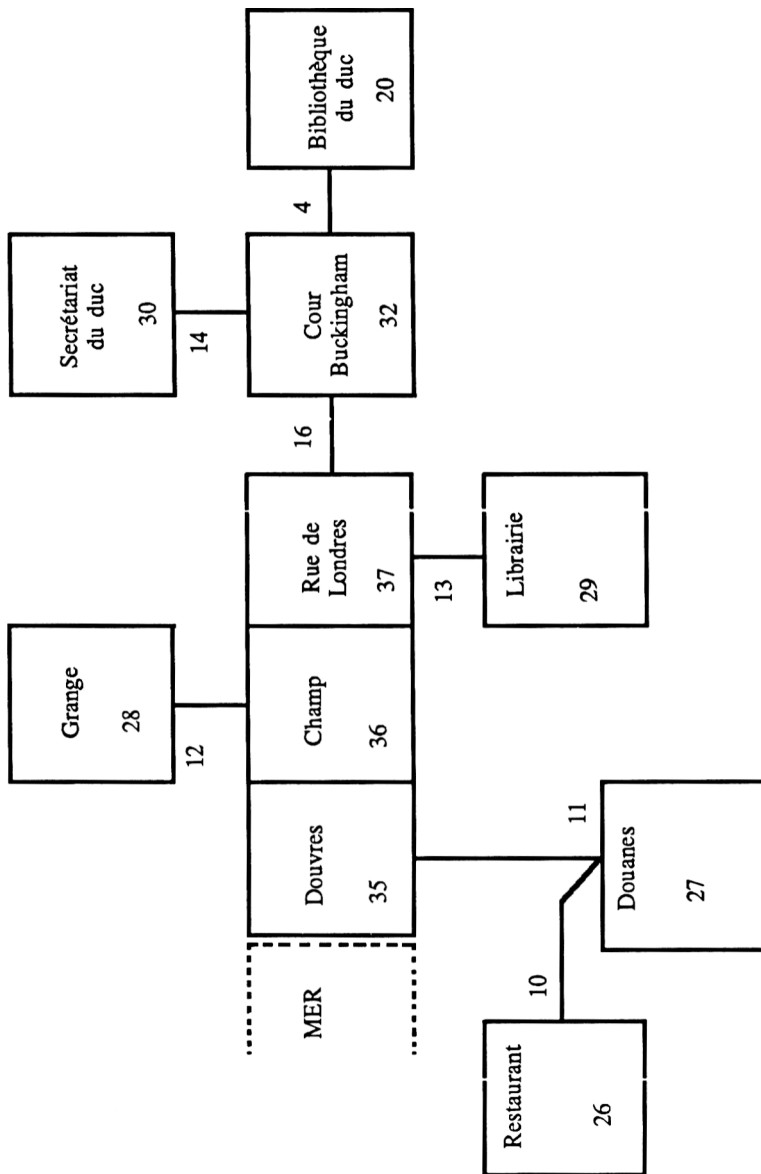 Secrétariat
du duc
30
14
Bibliothèque
du duc
20
4
Cour
Buckingham
32
16
Grange
28
12
Rue de
Londres
37
Champ
36
Douvres
35
MER
13
Librairie
29
11
Douanes
27
10
Restaurant
26